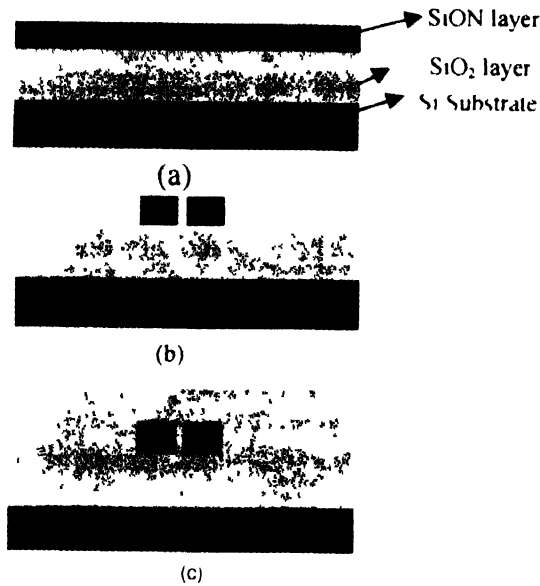 SiON layer
SiO₂ layer
Si Substrate
(a)
(b)
(c)